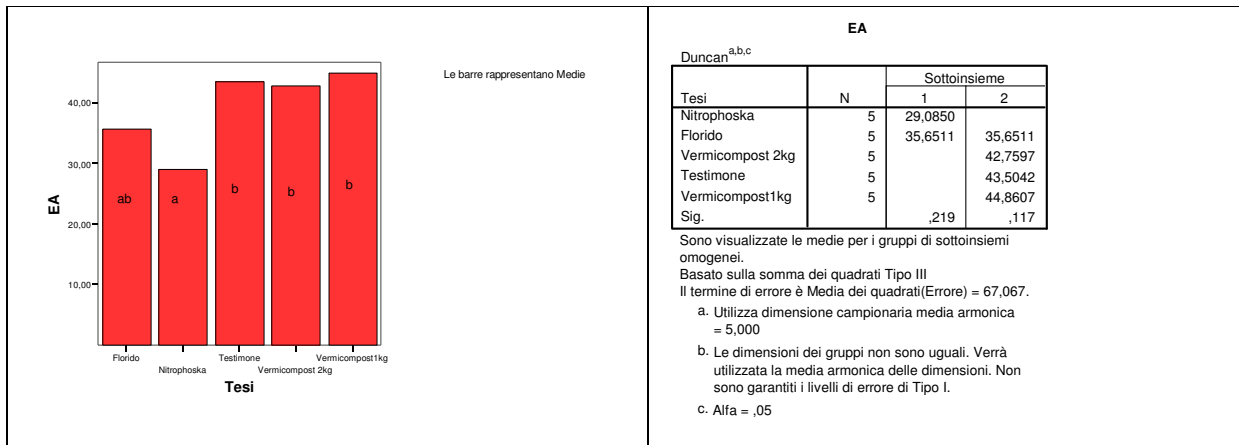 Le barre rappresentano Medie
40,00
30,00
20,00
10,00
EA
ab
a
b
b
b
Florido
Nitrophoska
Testimone
Vermicompost 2kg
Vermicompost1kg
Tesi
EA
Duncan a,b,c
Sottoinsieme
Tesi N 1 2
Nitrophoska 5 29,0850
Florido 5 35,6511 35,6511
Vermicompost 2kg 5 42,7597
Testimone 5 43,5042
Vermicompost1kg 5 44,8607
Sig. ,219 ,117
Sono visualizzate le medie per i gruppi di sottoinsiemi
omogenei.
Basato sulla somma dei quadrati Tipo III
Il termine di errore è Media dei quadrati(Errore) = 67,067.
a. Utilizza dimensione campionaria media armonica
= 5,000
b. Le dimensioni dei gruppi non sono uguali. Verrà
utilizzata la media armonica delle dimensioni. Non
sono garantiti i livelli di errore di Tipo I.
c. Alfa = ,05